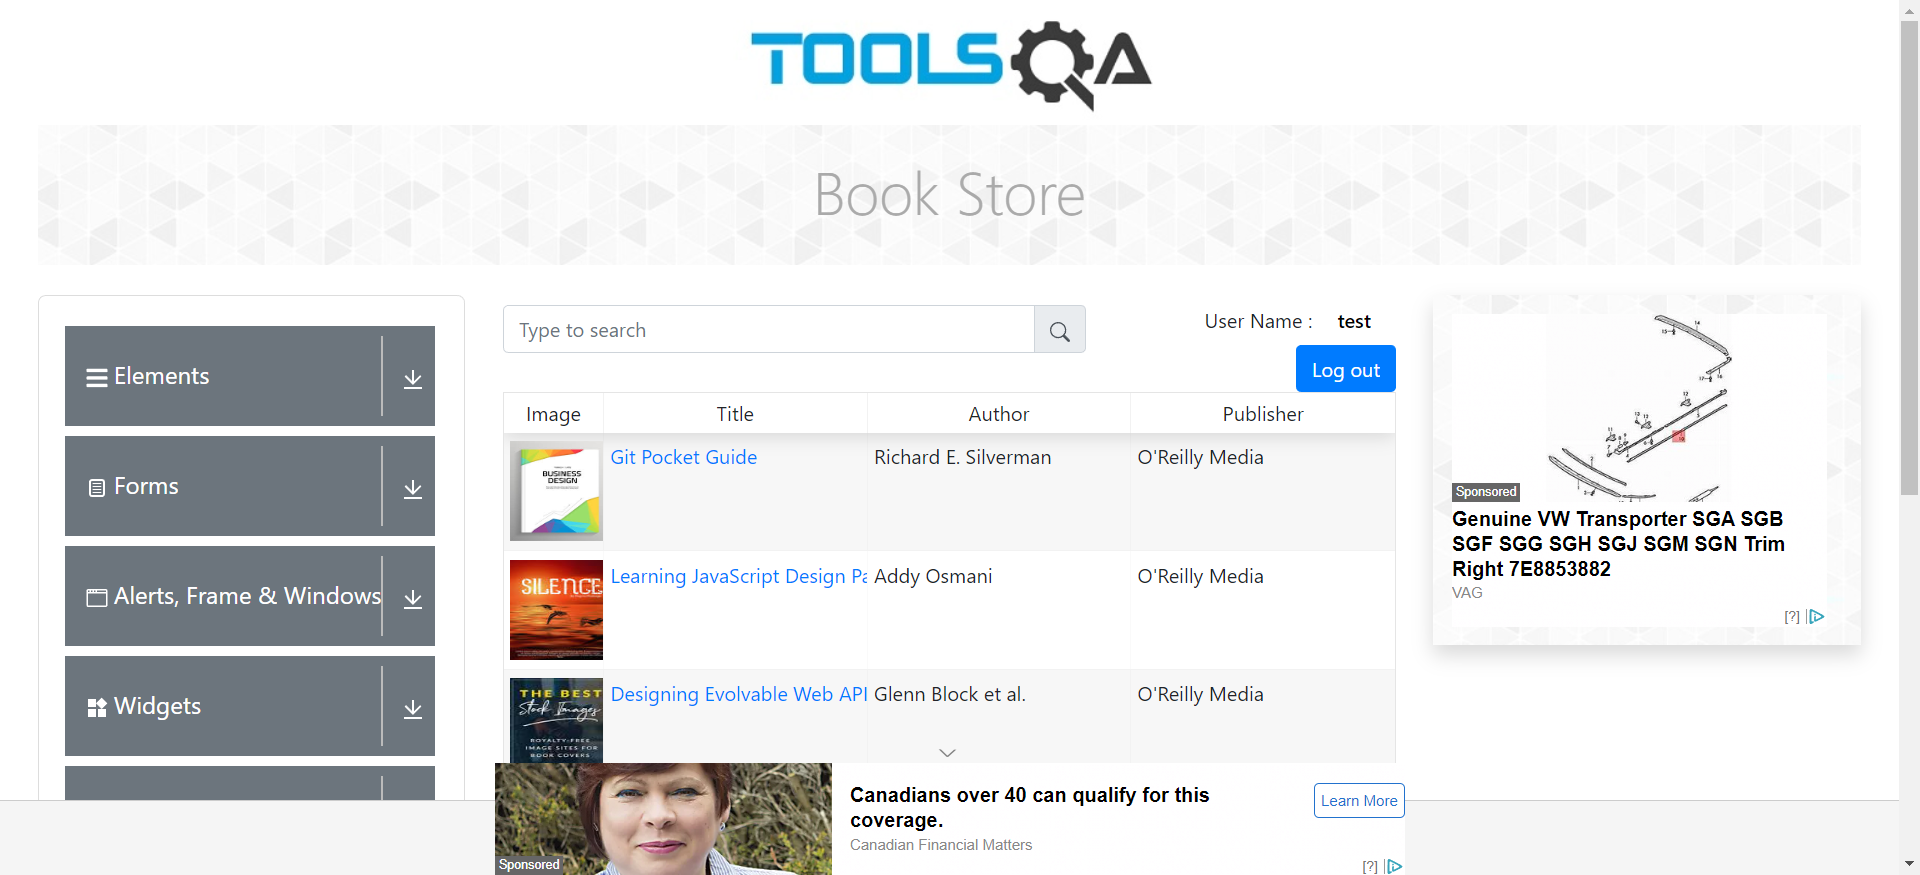 TOOLSQA
Book Store
Elements
Forms
Alerts, Frame & Windows
Widgets
Type to search
User Name :
test
Log out
Image
Title
Author
Publisher
BUSINESS
DESIGN
Git Pocket Guide
Richard E. Silverman
O'Reilly Media
SILENCE
Learning JavaScript Design Pa
Addy Osmani
O'Reilly Media
THE BEST
Stock Images
ROYALTY-FREE
IMAGE SITES FOR
BOOK COVERS
Designing Evolvable Web API
Glenn Block et al.
O'Reilly Media
Sponsored
Genuine VW Transporter SGA SGB
SGF SGG SGH SGJ SGM SGN Trim
Right 7E8853882
VAG
[?]
Sponsored
Canadians over 40 can qualify for this
coverage.
Canadian Financial Matters
Learn More
[?]